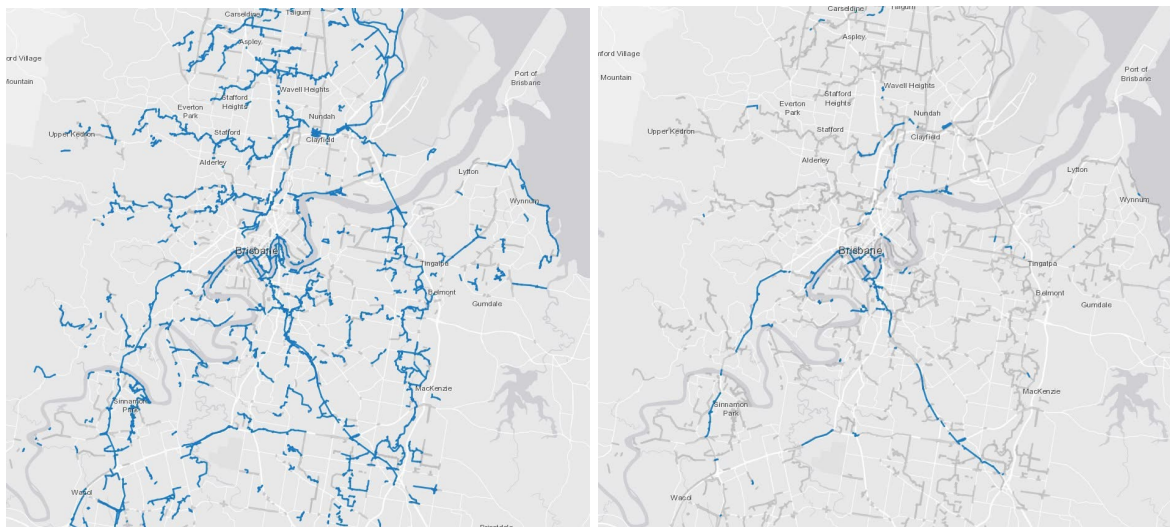 Carseldine
Taigum
Aspley
nford Village
Mountain
Port of
Brisbane
Wavell Heights
Stafford
Heights
Everton
Park
Nundah
Upper Kedron
Stafford
Clayfield
Alderley
Lytton
Wynnum
Brisbane
Tingalpa
Belmont
Gumdale
MacKenzie
Sinnamon
Park
Wacol
Carseldine
Taigum
Aspley
nford Village
Mountain
Port of
Brisbane
Wavell Heights
Stafford
Heights
Everton
Park
Nundah
Upper Kedron
Stafford
Clayfield
Alderley
Lytton
Wynnum
Brisbane
Tingalpa
Belmont
Gumdale
MacKenzie
Sinnamon
Park
Wacol